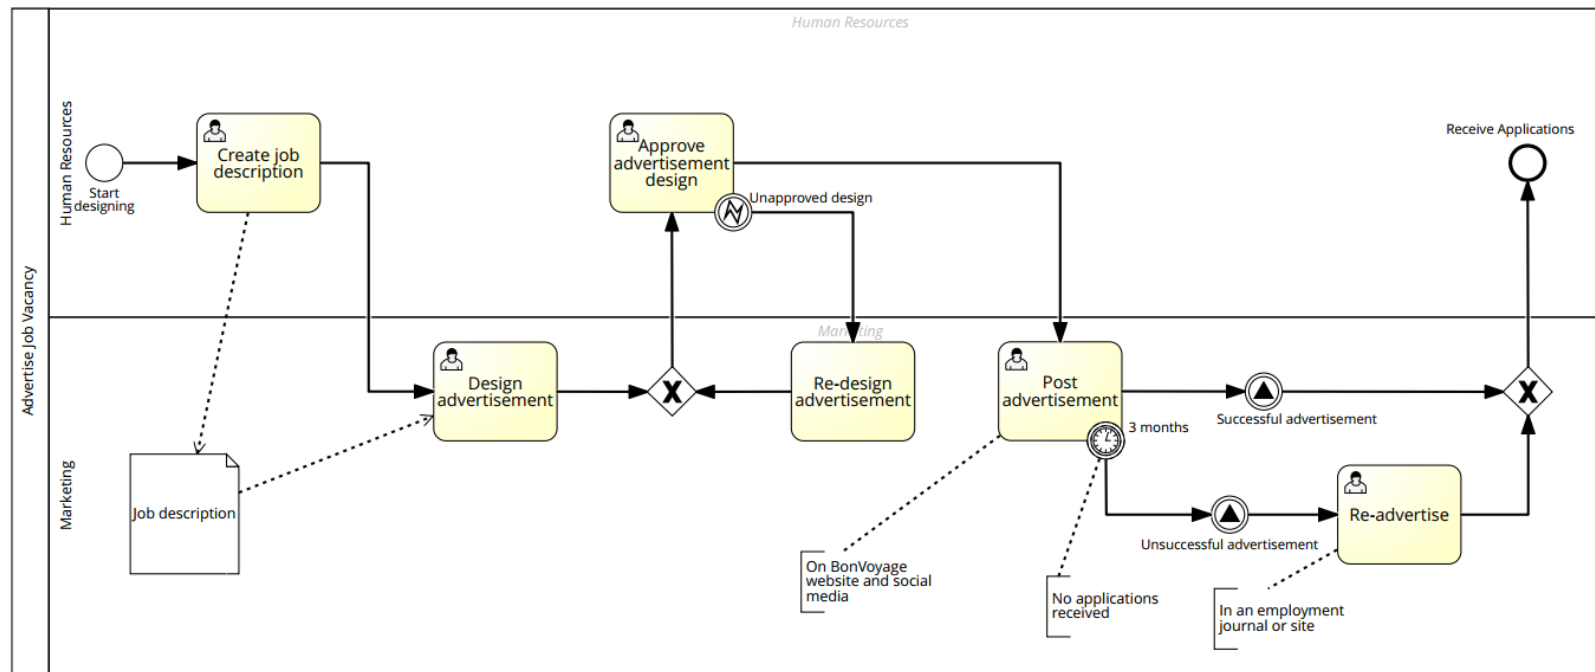 Advertise Job Vacancy
Human Resources
Human Resources
Start
designing
Create job
description
Approve
advertisement
design
Unapproved design
Receive Applications
Marketing
Marketing
Job description
Design
advertisement
Re-design
advertisement
Post
advertisement
3 months
Successful advertisement
Unsuccessful advertisement
Re-advertise
On BonVoyage
website and social
media
No applications
received
In an employment
journal or site